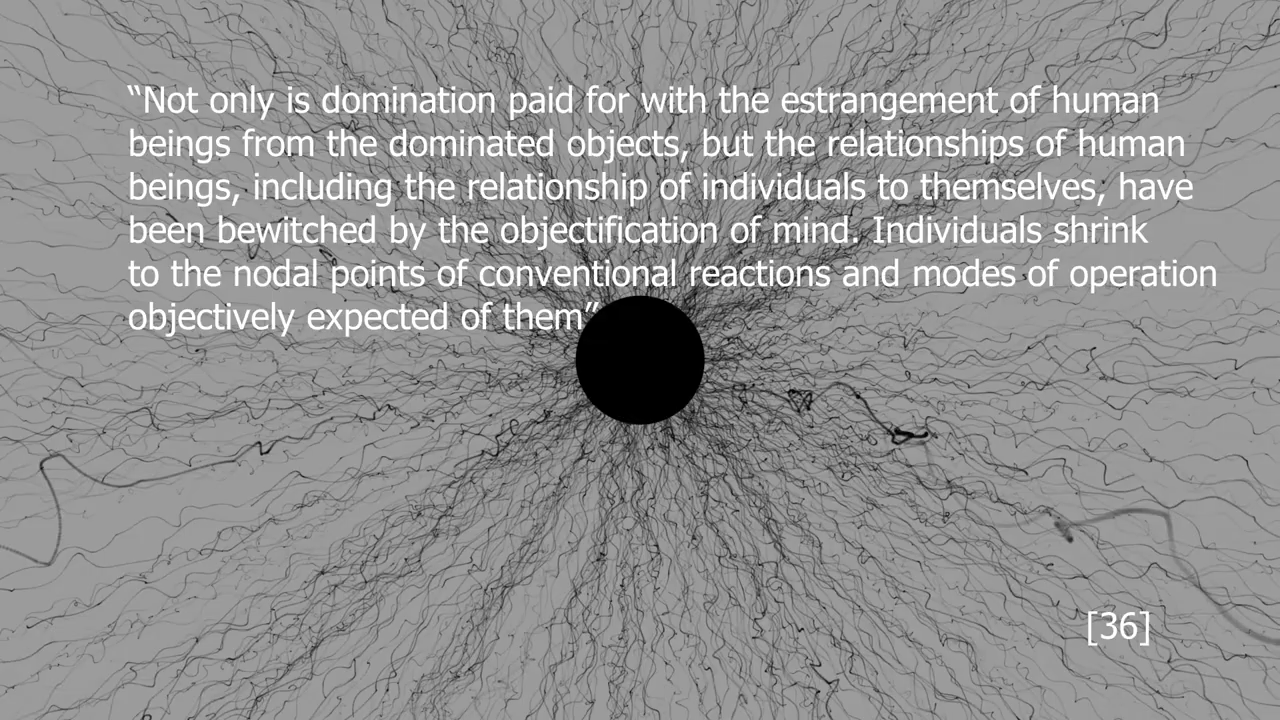 “Not only is domination paid for with the estrangement of human
beings from the dominated objects, but the relationships of human
beings, including the relationship of individuals to themselves, have
been bewitched by the objectification of mind. Individuals shrink
to the nodal points of conventional reactions and modes of operation
objectively expected of them”
[36]